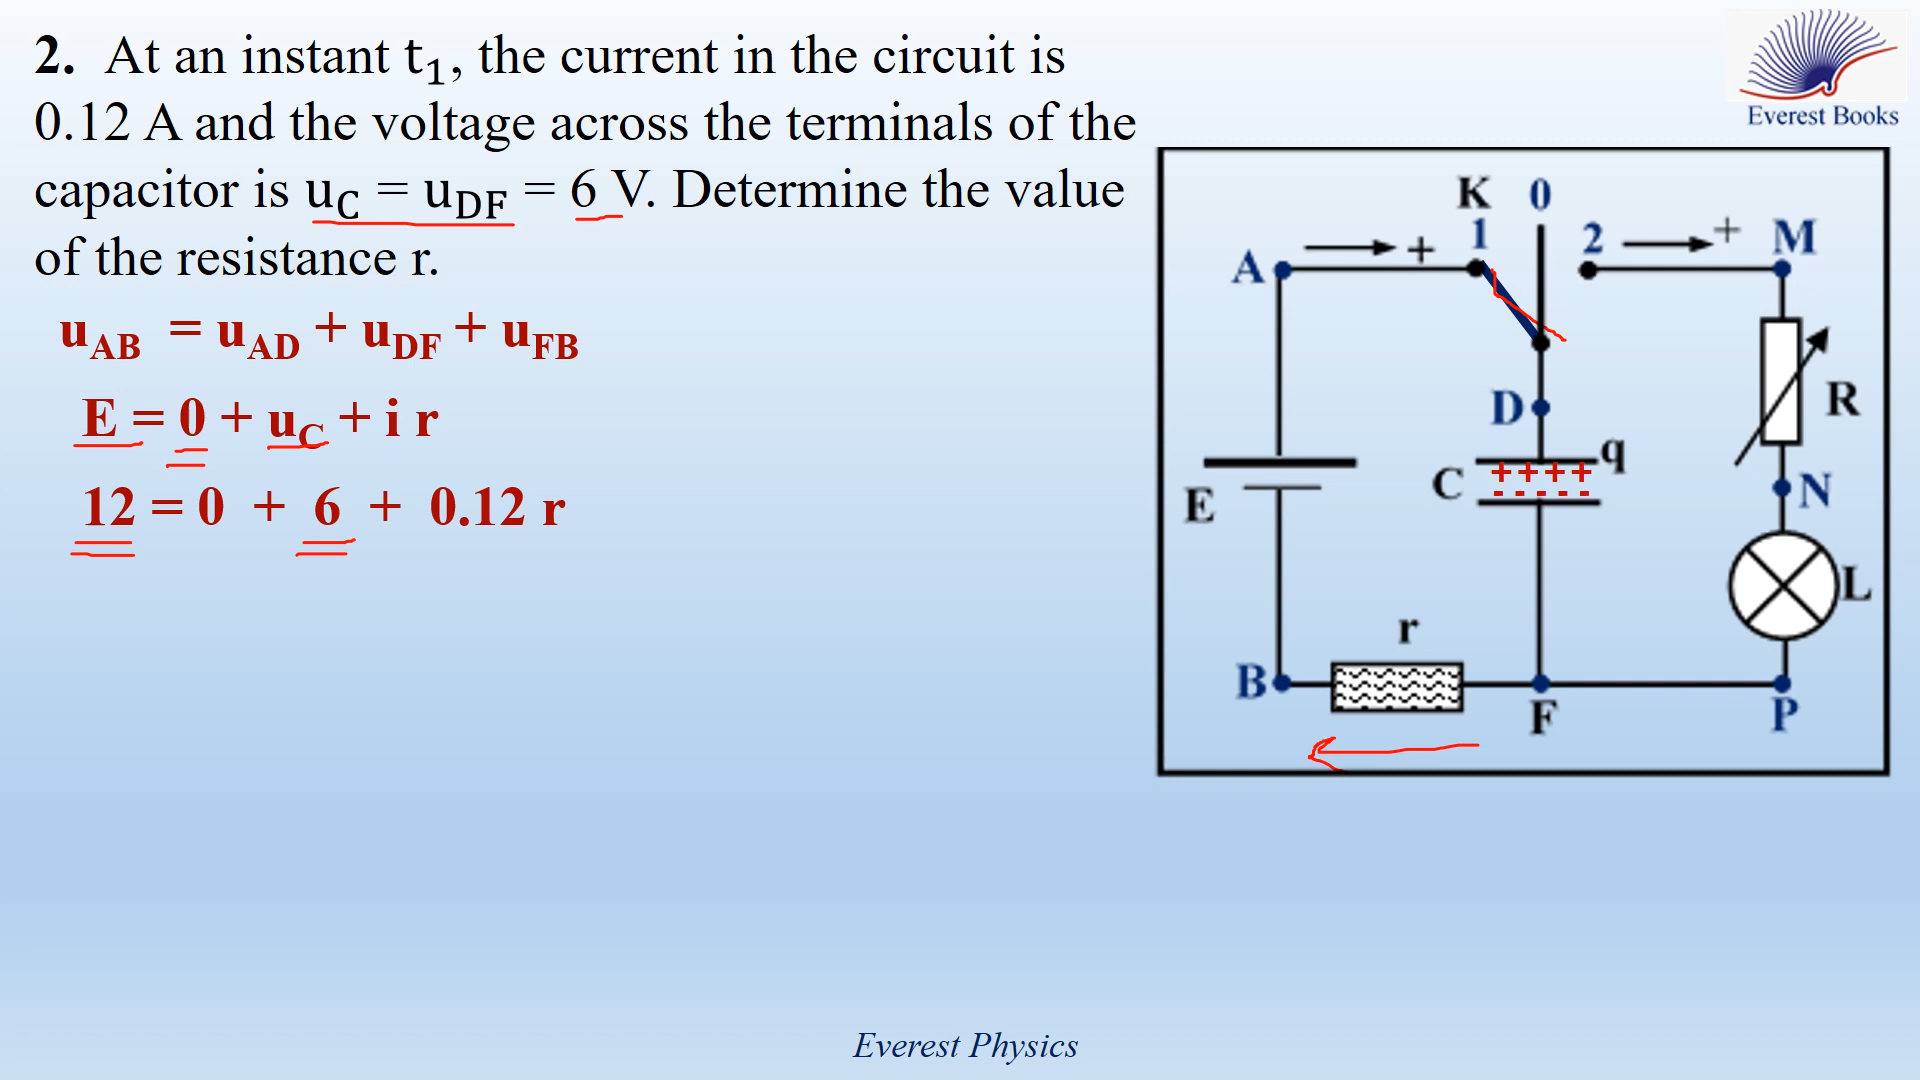 2. At an instant t₁, the current in the circuit is
0.12 A and the voltage across the terminals of the
capacitor is u_C = u_DF = 6 V. Determine the value
of the resistance r.
u_AB = u_AD + u_DF + u_FB
E = 0 + u_C + i r
12 = 0 + 6 + 0.12 r
Everest Books
K 0
1
2
+
+
M
A
R
D
q
C
+ + + +
- - - - -
E
N
L
r
B
F
P
Everest Physics